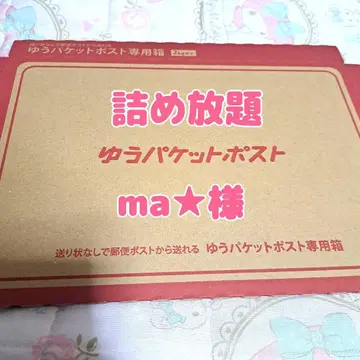 ゆうパケットポスト専用箱
詰め放題
ゆうパケットポスト
ma★様
送り状なしで郵便ポストから送れる ゆうパケットポスト専用箱